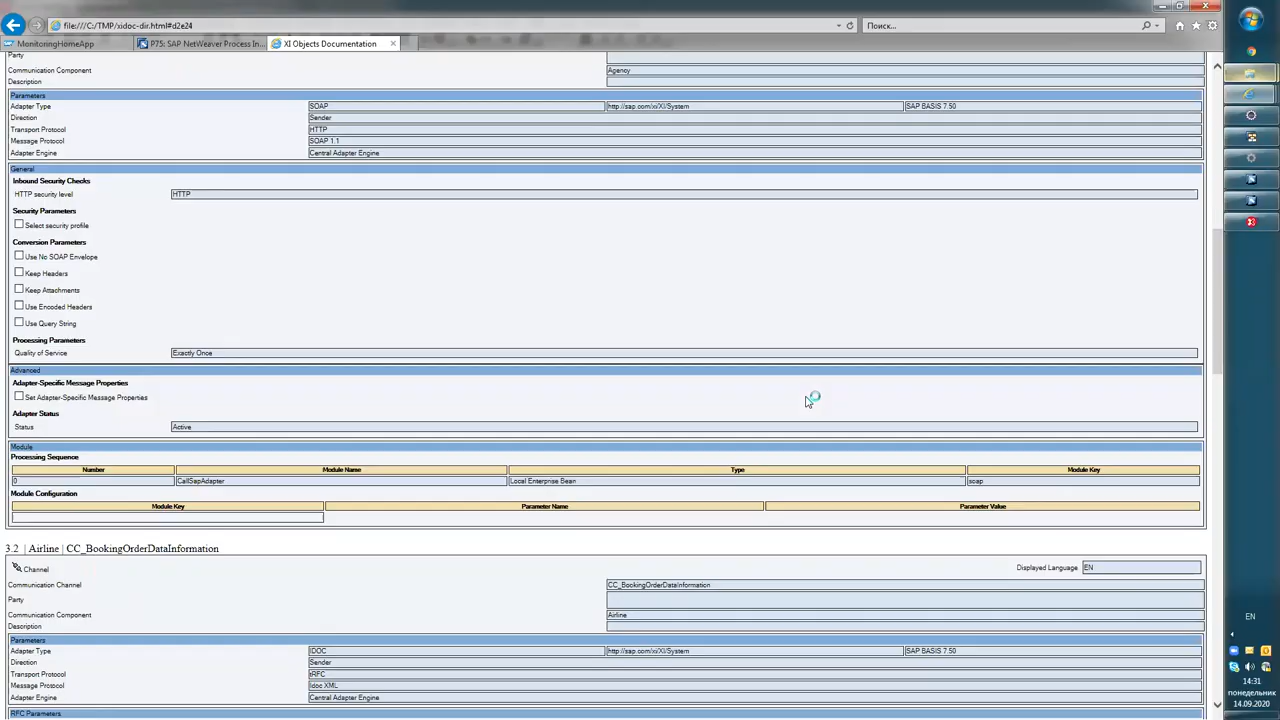 file:///C:/TMP/xidoc-dir.html#d2e24
Поиск...
MonitoringHomeApp
P75: SAP NetWeaver Process In...
XI Objects Documentation
Party
Communication Component Agency
Description
Parameters
Adapter Type SOAP http://sap.com/xi/XI/System SAP BASIS 7.50
Direction Sender
Transport Protocol HTTP
Message Protocol SOAP 1.1
Adapter Engine Central Adapter Engine
General
Inbound Security Checks
HTTP security level HTTP
Security Parameters
Select security profile
Conversion Parameters
Use No SOAP Envelope
Keep Headers
Keep Attachments
Use Encoded Headers
Use Query String
Processing Parameters
Quality of Service Exactly Once
Advanced
Adapter-Specific Message Properties
Set Adapter-Specific Message Properties
Adapter Status
Status Active
Module
Processing Sequence
Number Module Name Type Module Key
0 CallSapAdapter Local Enterprise Bean soap
Module Configuration
Module Key Parameter Name Parameter Value
3.2 | Airline | CC_BookingOrderDataInformation
Channel Displayed Language EN
Communication Channel CC_BookingOrderDataInformation
Party
Communication Component Airline
Description
Parameters
Adapter Type IDOC http://sap.com/xi/XI/System SAP BASIS 7.50
Direction Sender
Transport Protocol tRFC
Message Protocol Idoc XML
Adapter Engine Central Adapter Engine
RFC Parameters
EN
14:31
понедельник
14.09.2020